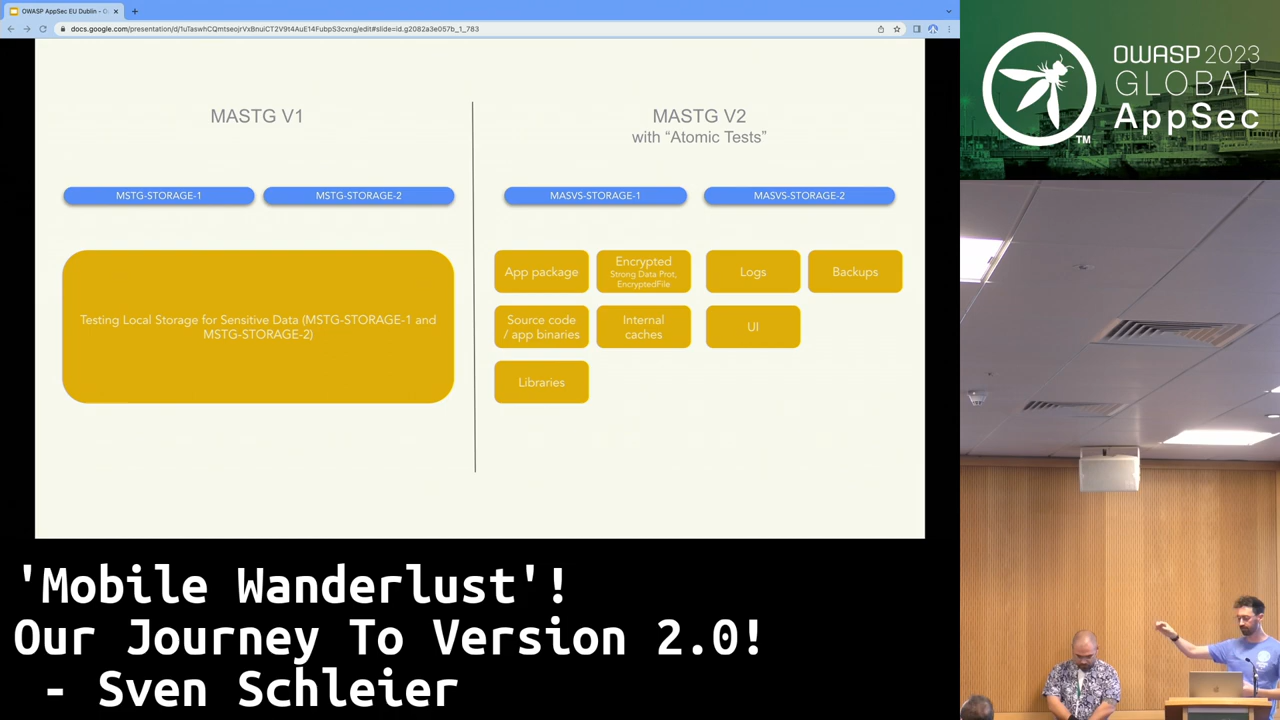 OWASP AppSec EU Dublin - G
docs.google.com/presentation/d/1uTaswhCQmtseojrVxBnuiCT2V9t4AuE14FubpS3cxng/edit#slide=id.g2082a3e057b_1_783
MASTG V1
MSTG-STORAGE-1
MSTG-STORAGE-2
Testing Local Storage for Sensitive Data (MSTG-STORAGE-1 and
MSTG-STORAGE-2)
MASTG V2
with “Atomic Tests”
MASVS-STORAGE-1
MASVS-STORAGE-2
App package
Encrypted
Strong Data Prot,
EncryptedFile
Logs
Backups
Source code
/ app binaries
Internal
caches
UI
Libraries
OWASP 2023
GLOBAL
AppSec
TM
'Mobile Wanderlust'!
Our Journey To Version 2.0!
- Sven Schleier